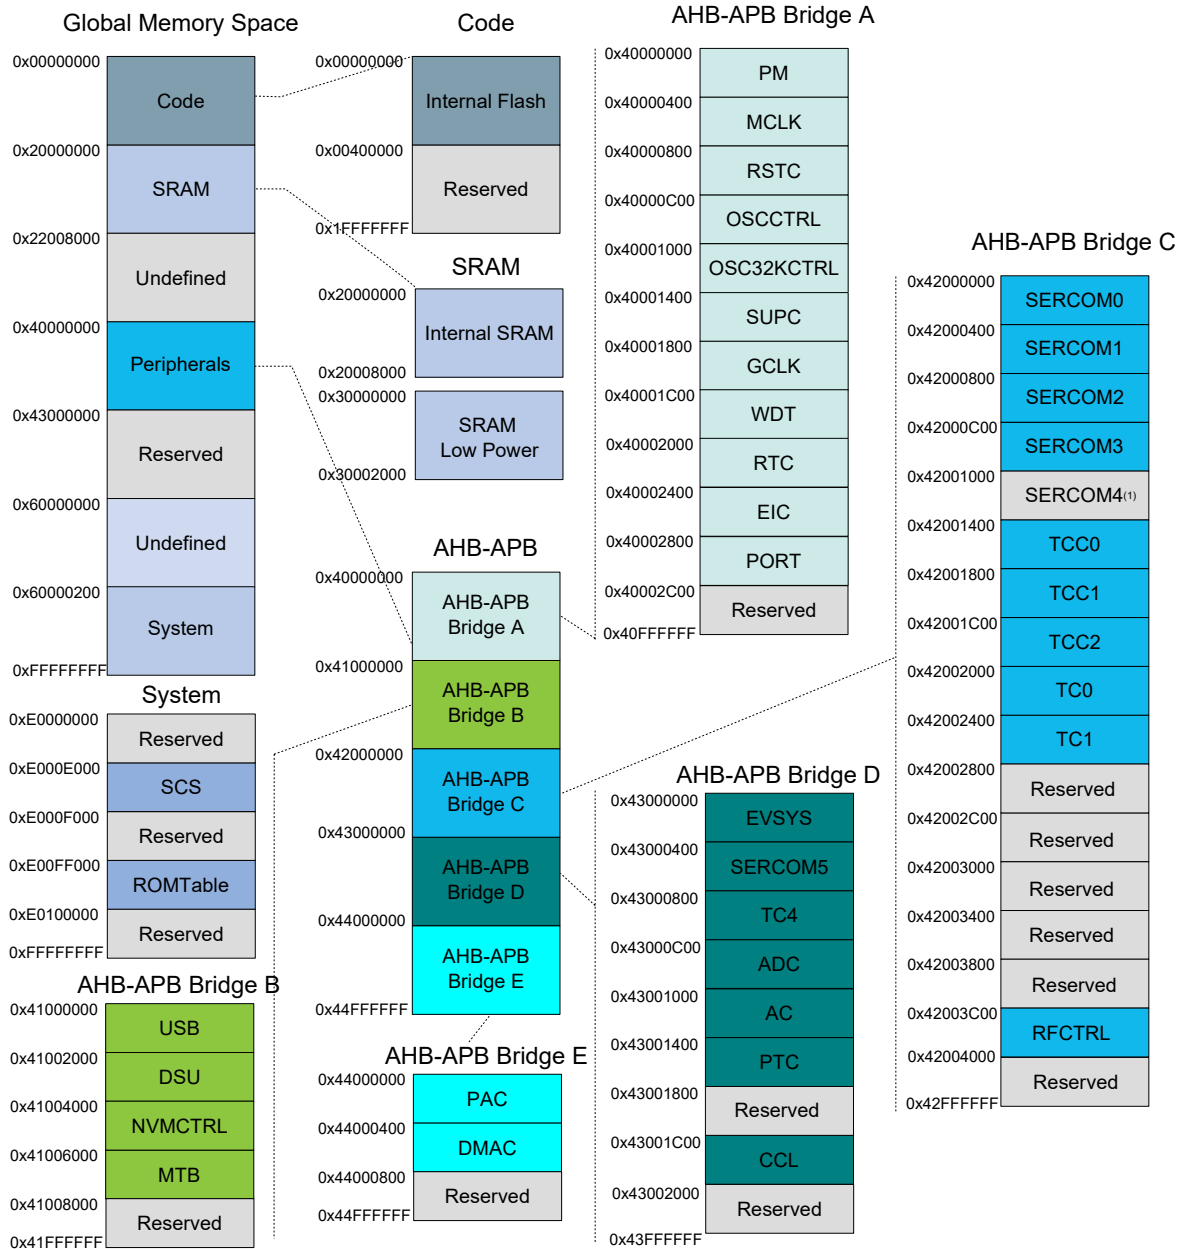 Global Memory Space
0x00000000
Code
0x20000000
SRAM
0x22008000
Undefined
0x40000000
Peripherals
0x43000000
Reserved
0x60000000
Undefined
0x60000200
System
0xFFFFFFFF
System
0xE0000000
Reserved
0xE000E000
SCS
0xE000F000
Reserved
0xE00FF000
ROMTable
0xE0100000
Reserved
0xFFFFFFFF
AHB-APB Bridge B
0x41000000
USB
0x41002000
DSU
0x41004000
NVMCTRL
0x41006000
MTB
0x41008000
Reserved
0x41FFFFFF
Code
0x00000000
Internal Flash
0x00400000
Reserved
0x1FFFFFFF
SRAM
0x20000000
Internal SRAM
0x20008000
0x30000000
SRAM
Low Power
0x30002000
AHB-APB
0x40000000
AHB-APB
Bridge A
0x41000000
AHB-APB
Bridge B
0x42000000
AHB-APB
Bridge C
0x43000000
AHB-APB
Bridge D
0x44000000
AHB-APB
Bridge E
0x44FFFFFF
AHB-APB Bridge E
0x44000000
PAC
0x44000400
DMAC
0x44000800
Reserved
0x44FFFFFF
AHB-APB Bridge A
0x40000000
PM
0x40000400
MCLK
0x40000800
RSTC
0x40000C00
OSCCTRL
0x40001000
OSC32KCTRL
0x40001400
SUPC
0x40001800
GCLK
0x40001C00
WDT
0x40002000
RTC
0x40002400
EIC
0x40002800
PORT
0x40002C00
Reserved
0x40FFFFFF
AHB-APB Bridge D
0x43000000
EVSYS
0x43000400
SERCOM5
0x43000800
TC4
0x43000C00
ADC
0x43001000
AC
0x43001400
PTC
0x43001800
Reserved
0x43001C00
CCL
0x43002000
Reserved
0x43FFFFFF
AHB-APB Bridge C
0x42000000
SERCOM0
0x42000400
SERCOM1
0x42000800
SERCOM2
0x42000C00
SERCOM3
0x42001000
SERCOM4(1)
0x42001400
TCC0
0x42001800
TCC1
0x42001C00
TCC2
0x42002000
TC0
0x42002400
TC1
0x42002800
Reserved
0x42002C00
Reserved
0x42003000
Reserved
0x42003400
Reserved
0x42003800
Reserved
0x42003C00
RFCTRL
0x42004000
Reserved
0x42FFFFFF